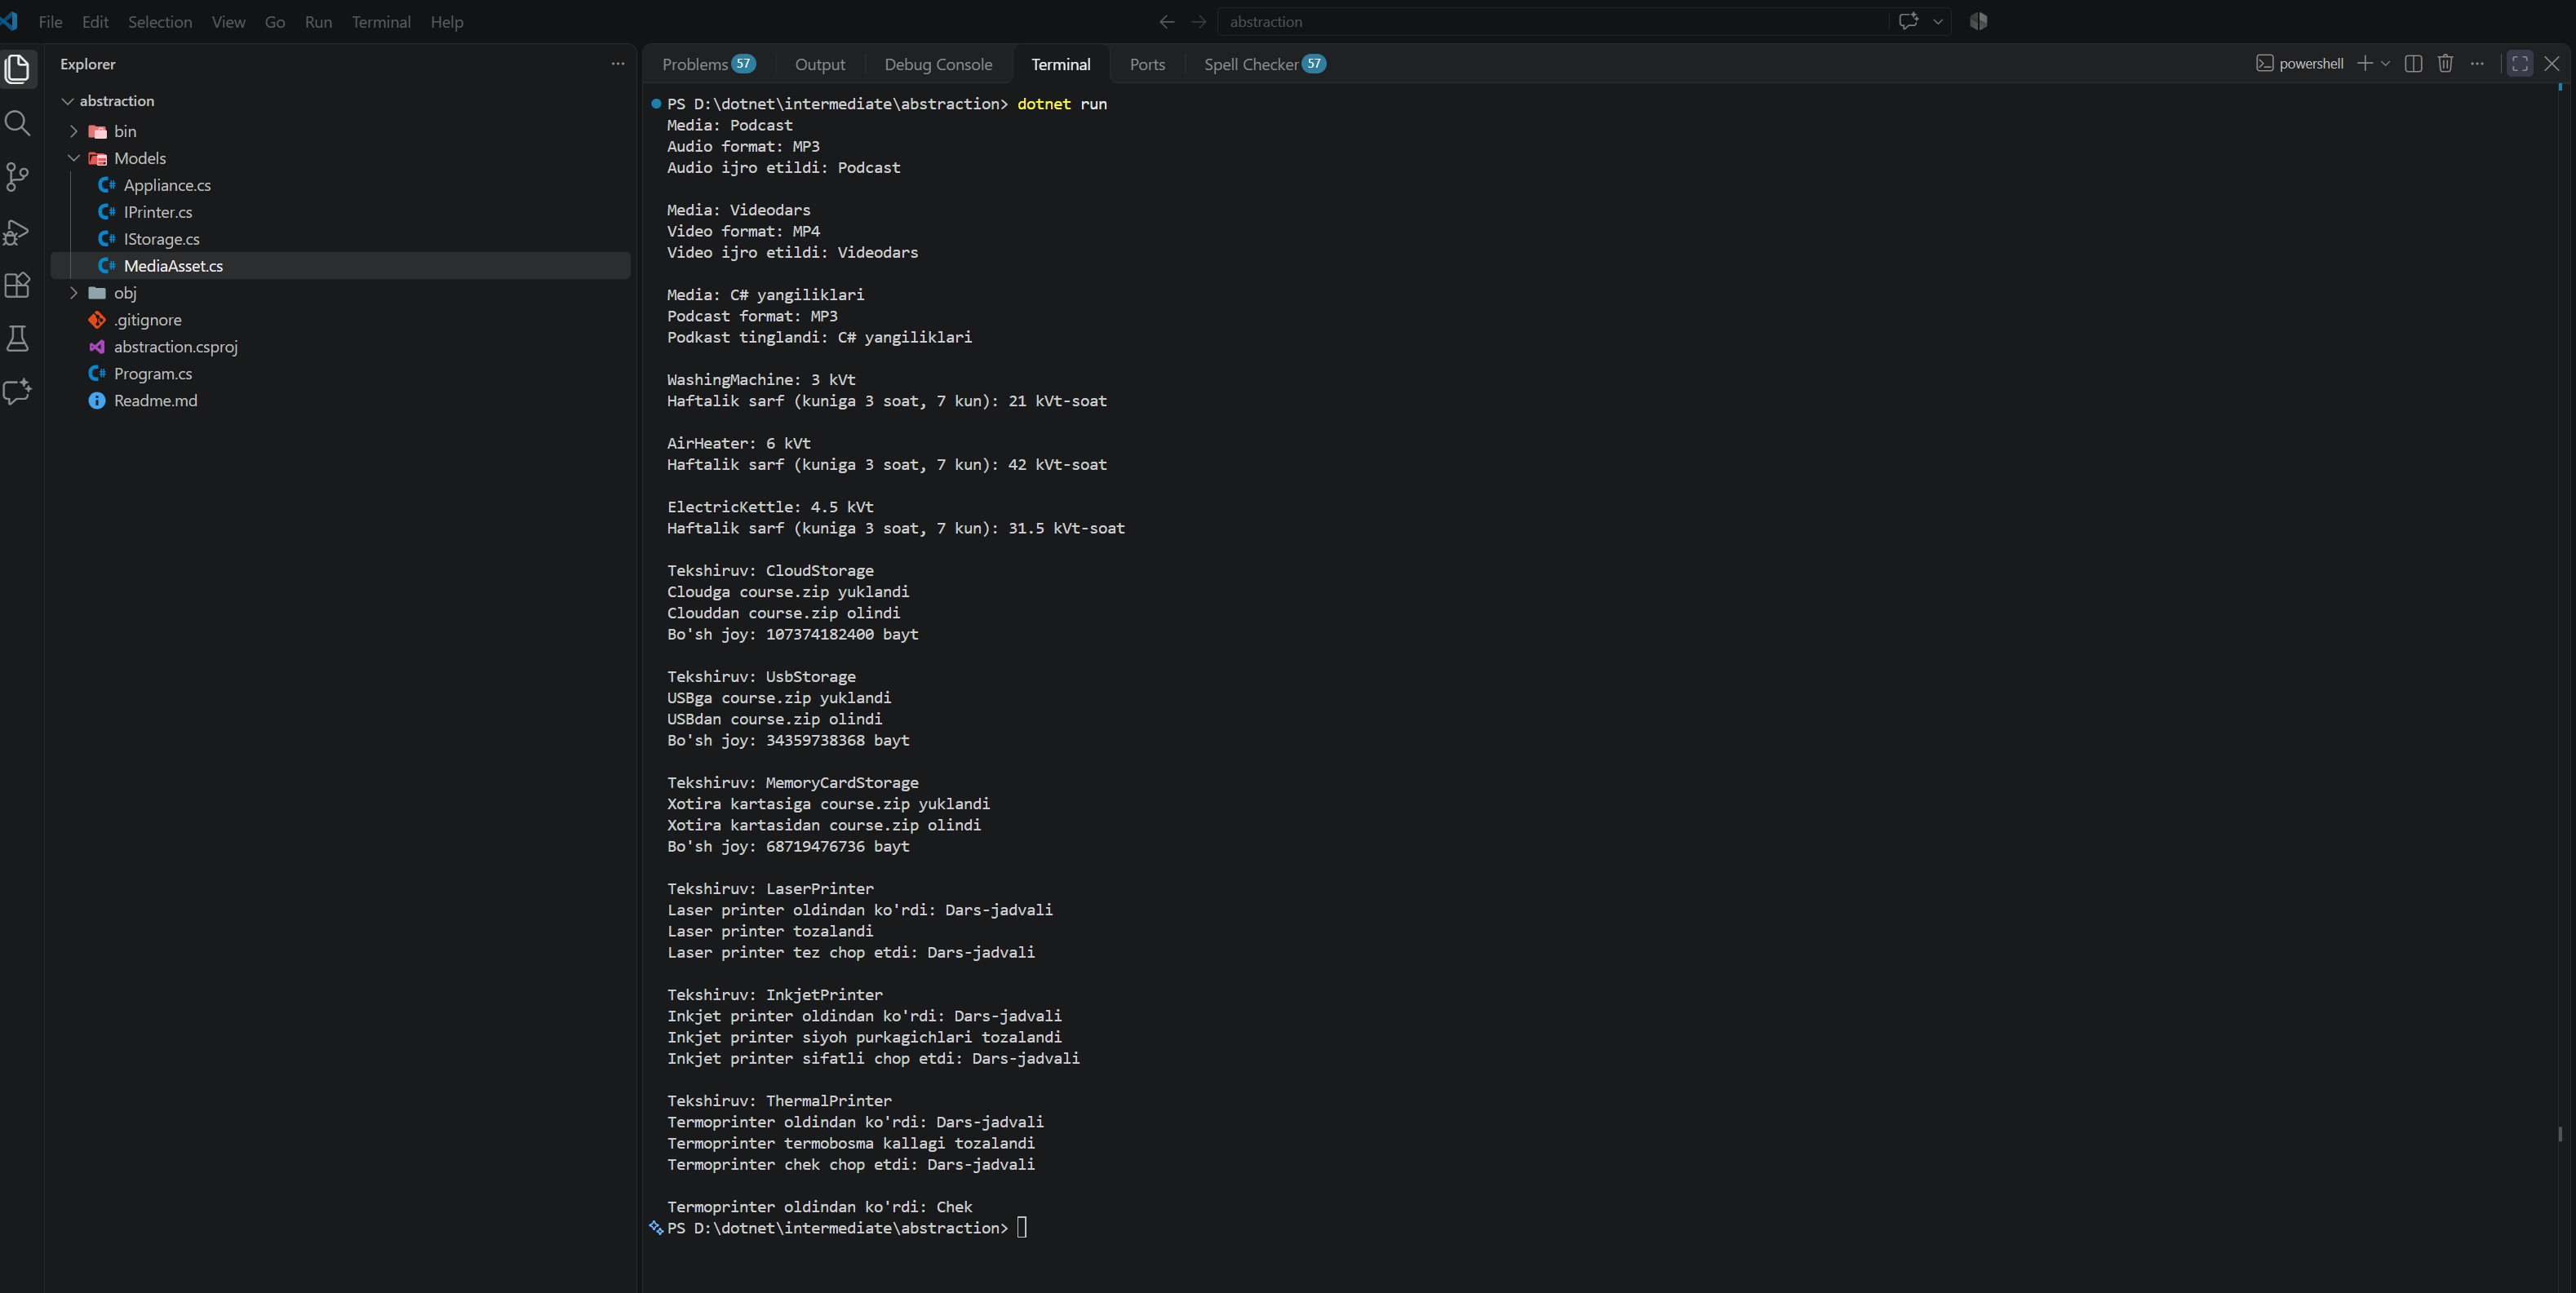 File Edit Selection View Go Run Terminal Help
abstraction
Explorer
abstraction
bin
Models
Appliance.cs
IPrinter.cs
IStorage.cs
MediaAsset.cs
obj
.gitignore
abstraction.csproj
Program.cs
Readme.md
Problems 57 Output Debug Console Terminal Ports Spell Checker 57
powershell
PS D:\dotnet\intermediate\abstraction> dotnet run
Media: Podcast
Audio format: MP3
Audio ijro etildi: Podcast
Media: Videodars
Video format: MP4
Video ijro etildi: Videodars
Media: C# yangiliklari
Podcast format: MP3
Podkast tinglandi: C# yangiliklari
WashingMachine: 3 kVt
Haftalik sarf (kuniga 3 soat, 7 kun): 21 kVt-soat
AirHeater: 6 kVt
Haftalik sarf (kuniga 3 soat, 7 kun): 42 kVt-soat
ElectricKettle: 4.5 kVt
Haftalik sarf (kuniga 3 soat, 7 kun): 31.5 kVt-soat
Tekshiruv: CloudStorage
Cloudga course.zip yuklandi
Clouddan course.zip olindi
Bo'sh joy: 107374182400 bayt
Tekshiruv: UsbStorage
USBga course.zip yuklandi
USBdan course.zip olindi
Bo'sh joy: 34359738368 bayt
Tekshiruv: MemoryCardStorage
Xotira kartasiga course.zip yuklandi
Xotira kartasidan course.zip olindi
Bo'sh joy: 68719476736 bayt
Tekshiruv: LaserPrinter
Laser printer oldindan ko'rdi: Dars-jadvali
Laser printer tozalandi
Laser printer tez chop etdi: Dars-jadvali
Tekshiruv: InkjetPrinter
Inkjet printer oldindan ko'rdi: Dars-jadvali
Inkjet printer siyoh purkagichlari tozalandi
Inkjet printer sifatli chop etdi: Dars-jadvali
Tekshiruv: ThermalPrinter
Termoprinter oldindan ko'rdi: Dars-jadvali
Termoprinter termobosma kallagi tozalandi
Termoprinter chek chop etdi: Dars-jadvali
Termoprinter oldindan ko'rdi: Chek
PS D:\dotnet\intermediate\abstraction>